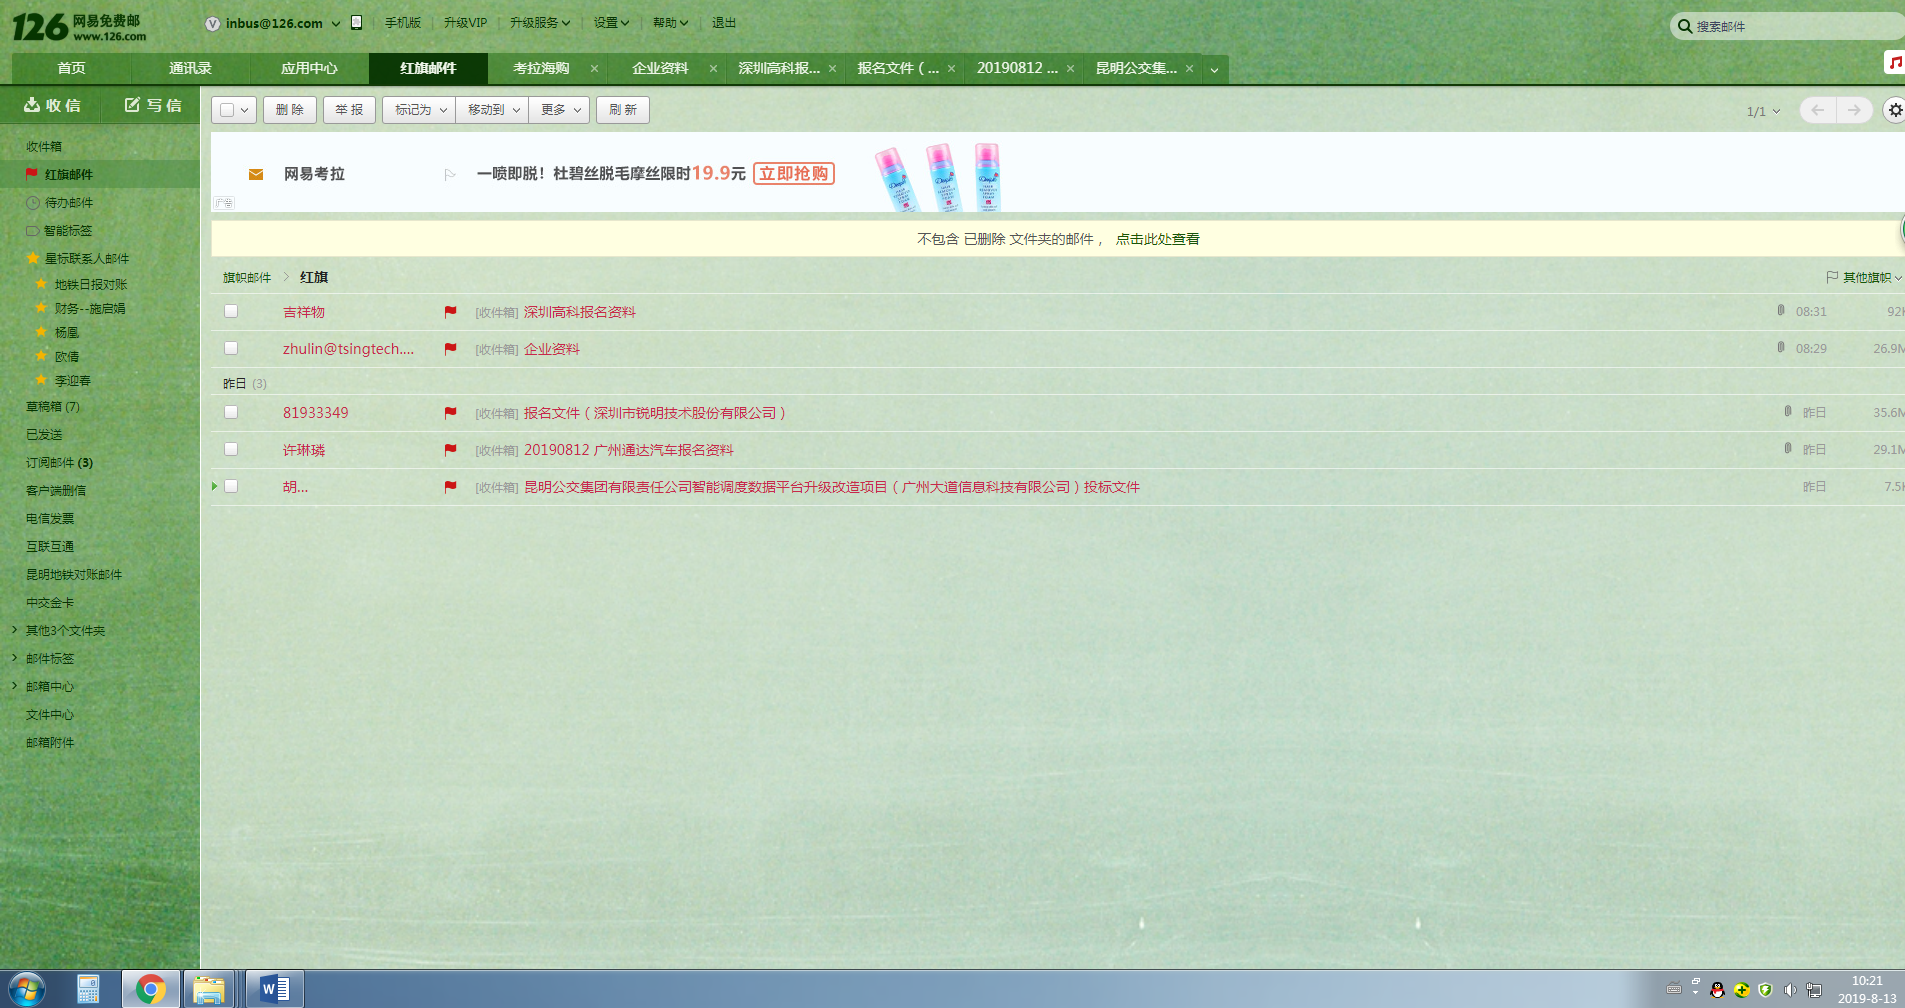 126 网易免费邮
www.126.com
inbus@126.com 手机版 升级VIP 升级服务 设置 帮助 退出
搜索邮件
首页 通讯录 应用中心 红旗邮件 考拉海购 企业资料 深圳高科报... 报名文件（... 20190812 ... 昆明公交集...
收 信 写 信
删 除 举 报 标记为 移动到 更多 刷 新
1/1
网易考拉 一喷即脱！杜碧丝脱毛摩丝限时19.9元 立即抢购
广告
不包含 已删除 文件夹的邮件， 点击此处查看
旗帜邮件 > 红旗
其他旗帜
吉祥物 [收件箱] 深圳高科报名资料 08:31 92
zhulin@tsingtech.... [收件箱] 企业资料 08:29 26.9M
昨日 (3)
81933349 [收件箱] 报名文件（深圳市锐明技术股份有限公司） 昨日 35.6M
许琳璘 [收件箱] 20190812 广州通达汽车报名资料 昨日 29.1M
胡... [收件箱] 昆明公交集团有限责任公司智能调度数据平台升级改造项目（广州大道信息科技有限公司）投标文件 昨日 7.5
收件箱
红旗邮件
待办邮件
智能标签
星标联系人邮件
地铁日报对账
财务--施启娟
杨凰
欧倩
李迎春
草稿箱 (7)
已发送
订阅邮件 (3)
客户端删信
电信发票
互联互通
昆明地铁对账邮件
中交金卡
其他3个文件夹
邮件标签
邮箱中心
文件中心
邮箱附件
10:21
2019-8-13